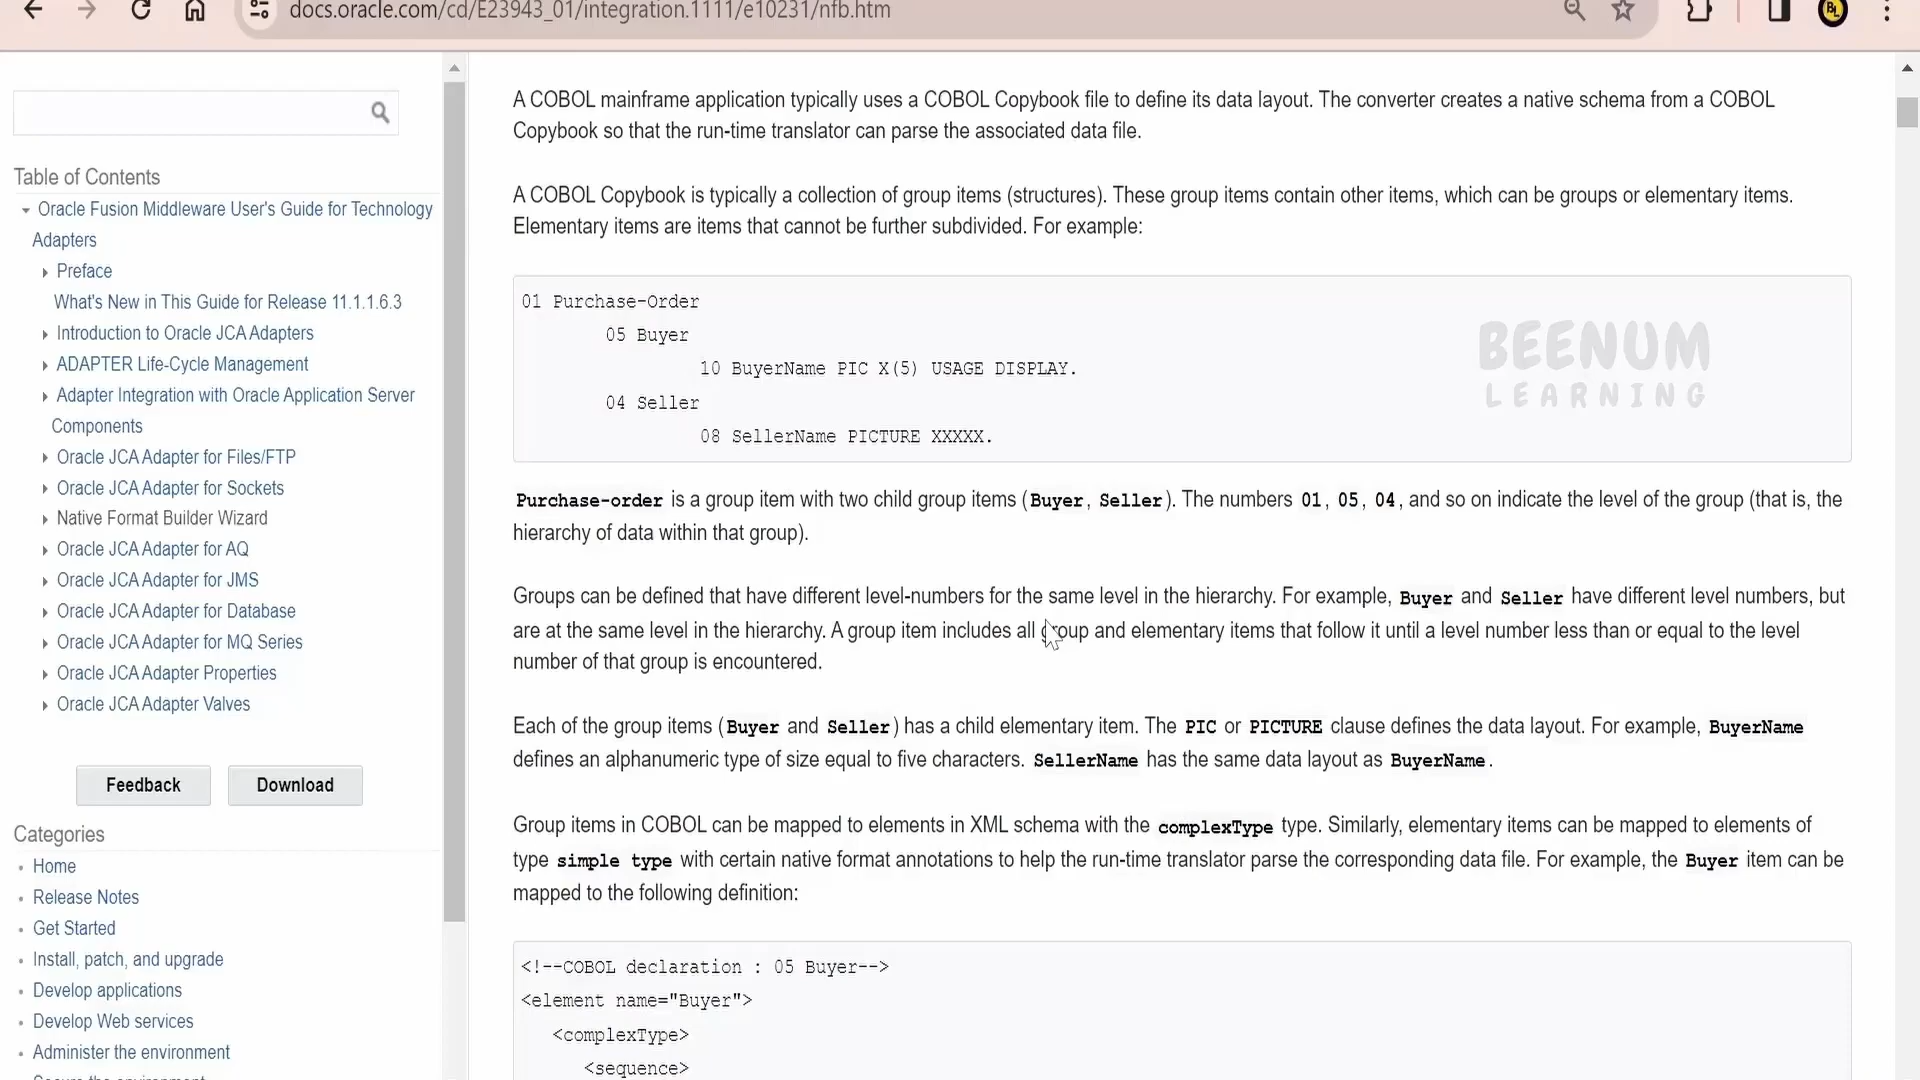 docs.oracle.com/cd/E23943_01/integration.1111/e10231/nfb.htm
BL
Table of Contents
Oracle Fusion Middleware User's Guide for Technology
Adapters
Preface
What's New in This Guide for Release 11.1.1.6.3
Introduction to Oracle JCA Adapters
ADAPTER Life-Cycle Management
Adapter Integration with Oracle Application Server
Components
Oracle JCA Adapter for Files/FTP
Oracle JCA Adapter for Sockets
Native Format Builder Wizard
Oracle JCA Adapter for AQ
Oracle JCA Adapter for JMS
Oracle JCA Adapter for Database
Oracle JCA Adapter for MQ Series
Oracle JCA Adapter Properties
Oracle JCA Adapter Valves
Feedback
Download
Categories
Home
Release Notes
Get Started
Install, patch, and upgrade
Develop applications
Develop Web services
Administer the environment
A COBOL mainframe application typically uses a COBOL Copybook file to define its data layout. The converter creates a native schema from a COBOL
Copybook so that the run-time translator can parse the associated data file.
A COBOL Copybook is typically a collection of group items (structures). These group items contain other items, which can be groups or elementary items.
Elementary items are items that cannot be further subdivided. For example:
01 Purchase-Order
05 Buyer
10 BuyerName PIC X(5) USAGE DISPLAY.
04 Seller
08 SellerName PICTURE XXXXX.
BEENUM
LEARNING
Purchase-order is a group item with two child group items (Buyer, Seller). The numbers 01, 05, 04, and so on indicate the level of the group (that is, the
hierarchy of data within that group).
Groups can be defined that have different level-numbers for the same level in the hierarchy. For example, Buyer and Seller have different level numbers, but
are at the same level in the hierarchy. A group item includes all group and elementary items that follow it until a level number less than or equal to the level
number of that group is encountered.
Each of the group items (Buyer and Seller) has a child elementary item. The PIC or PICTURE clause defines the data layout. For example, BuyerName
defines an alphanumeric type of size equal to five characters. SellerName has the same data layout as BuyerName.
Group items in COBOL can be mapped to elements in XML schema with the complexType type. Similarly, elementary items can be mapped to elements of
type simple type with certain native format annotations to help the run-time translator parse the corresponding data file. For example, the Buyer item can be
mapped to the following definition:
<!--COBOL declaration : 05 Buyer-->
<element name="Buyer">
<complexType>
<sequence>